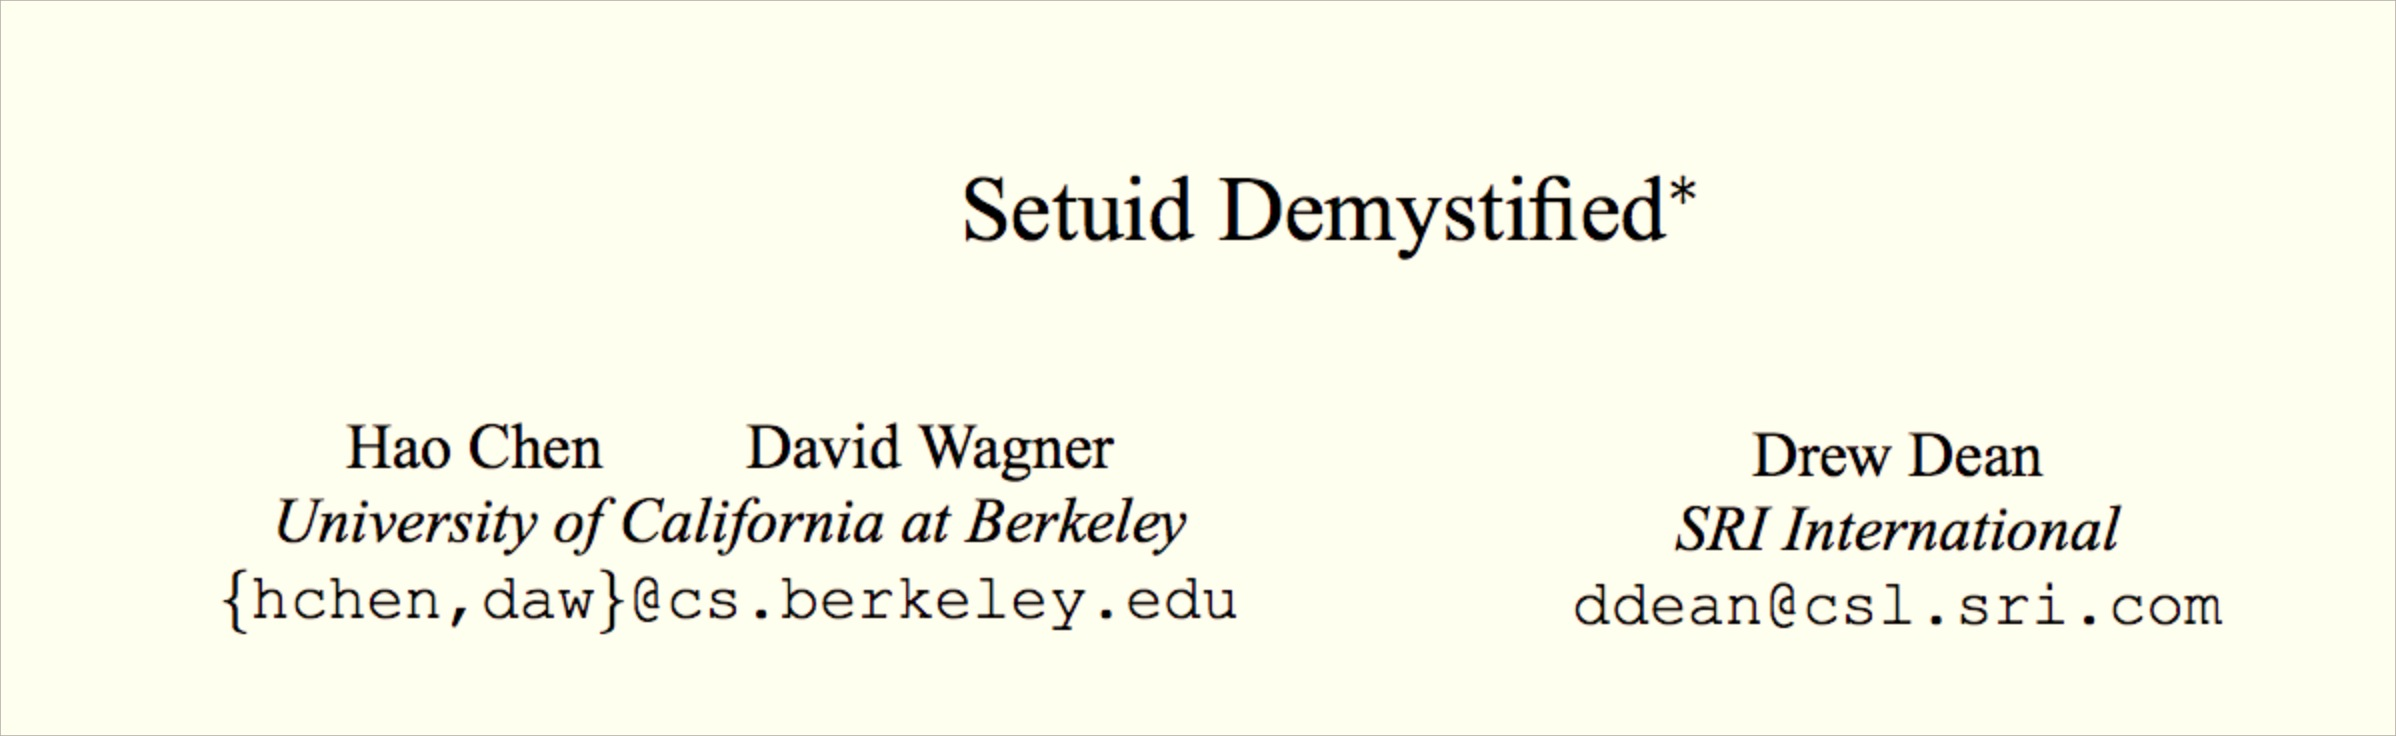 Setuid Demystified*
Hao Chen David Wagner
University of California at Berkeley
{hchen,daw}@cs.berkeley.edu
Drew Dean
SRI International
ddean@csl.sri.com